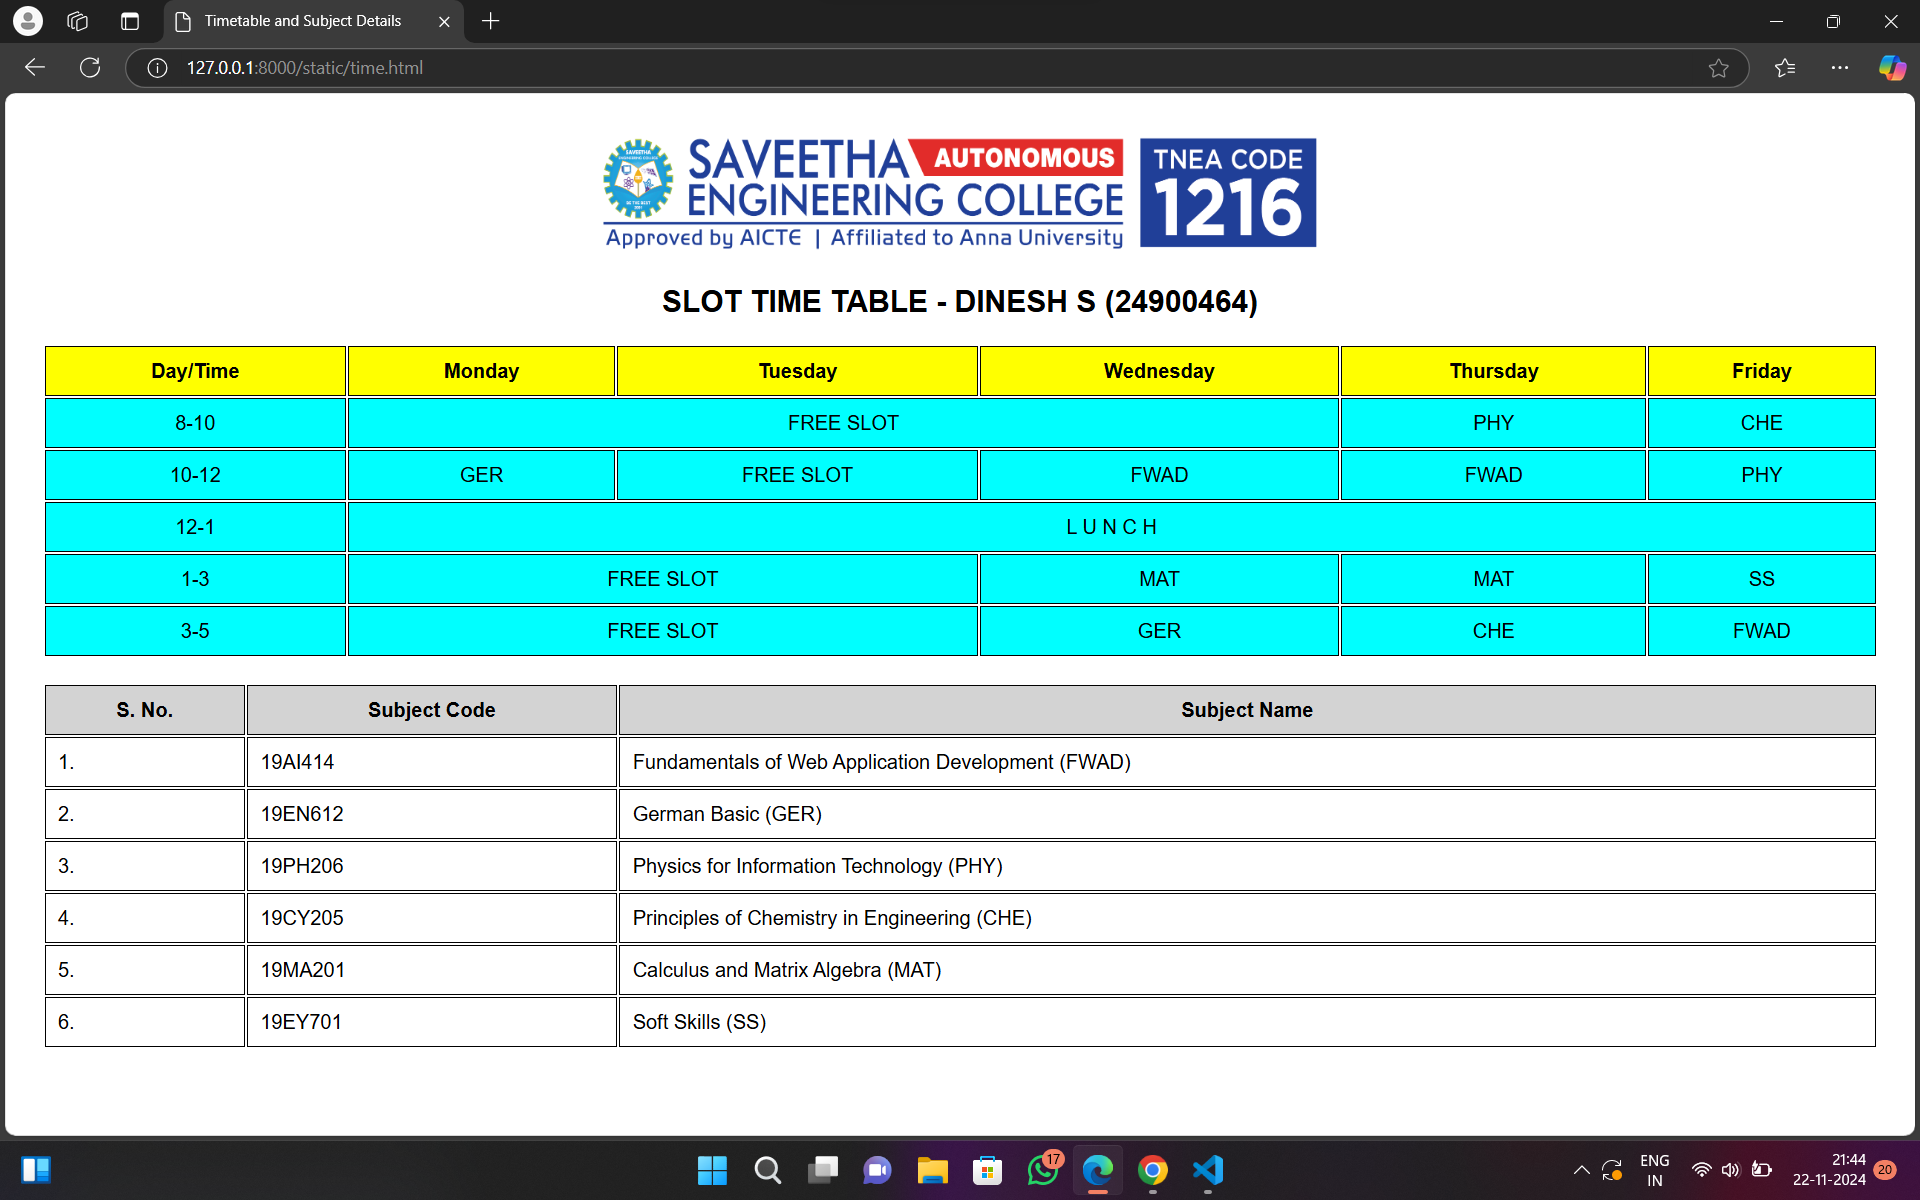 Timetable and Subject Details
127.0.0.1:8000/static/time.html
SAVEETHA AUTONOMOUS
ENGINEERING COLLEGE
Approved by AICTE | Affiliated to Anna University
TNEA CODE
1216
SAVEETHA
BE THE BEST
SLOT TIME TABLE - DINESH S (24900464)
Day/Time Monday Tuesday Wednesday Thursday Friday
8-10 FREE SLOT PHY CHE
10-12 GER FREE SLOT FWAD FWAD PHY
12-1 L U N C H
1-3 FREE SLOT MAT MAT SS
3-5 FREE SLOT GER CHE FWAD
S. No. Subject Code Subject Name
1. 19AI414 Fundamentals of Web Application Development (FWAD)
2. 19EN612 German Basic (GER)
3. 19PH206 Physics for Information Technology (PHY)
4. 19CY205 Principles of Chemistry in Engineering (CHE)
5. 19MA201 Calculus and Matrix Algebra (MAT)
6. 19EY701 Soft Skills (SS)
17
ENG
IN
21:44
22-11-2024
20